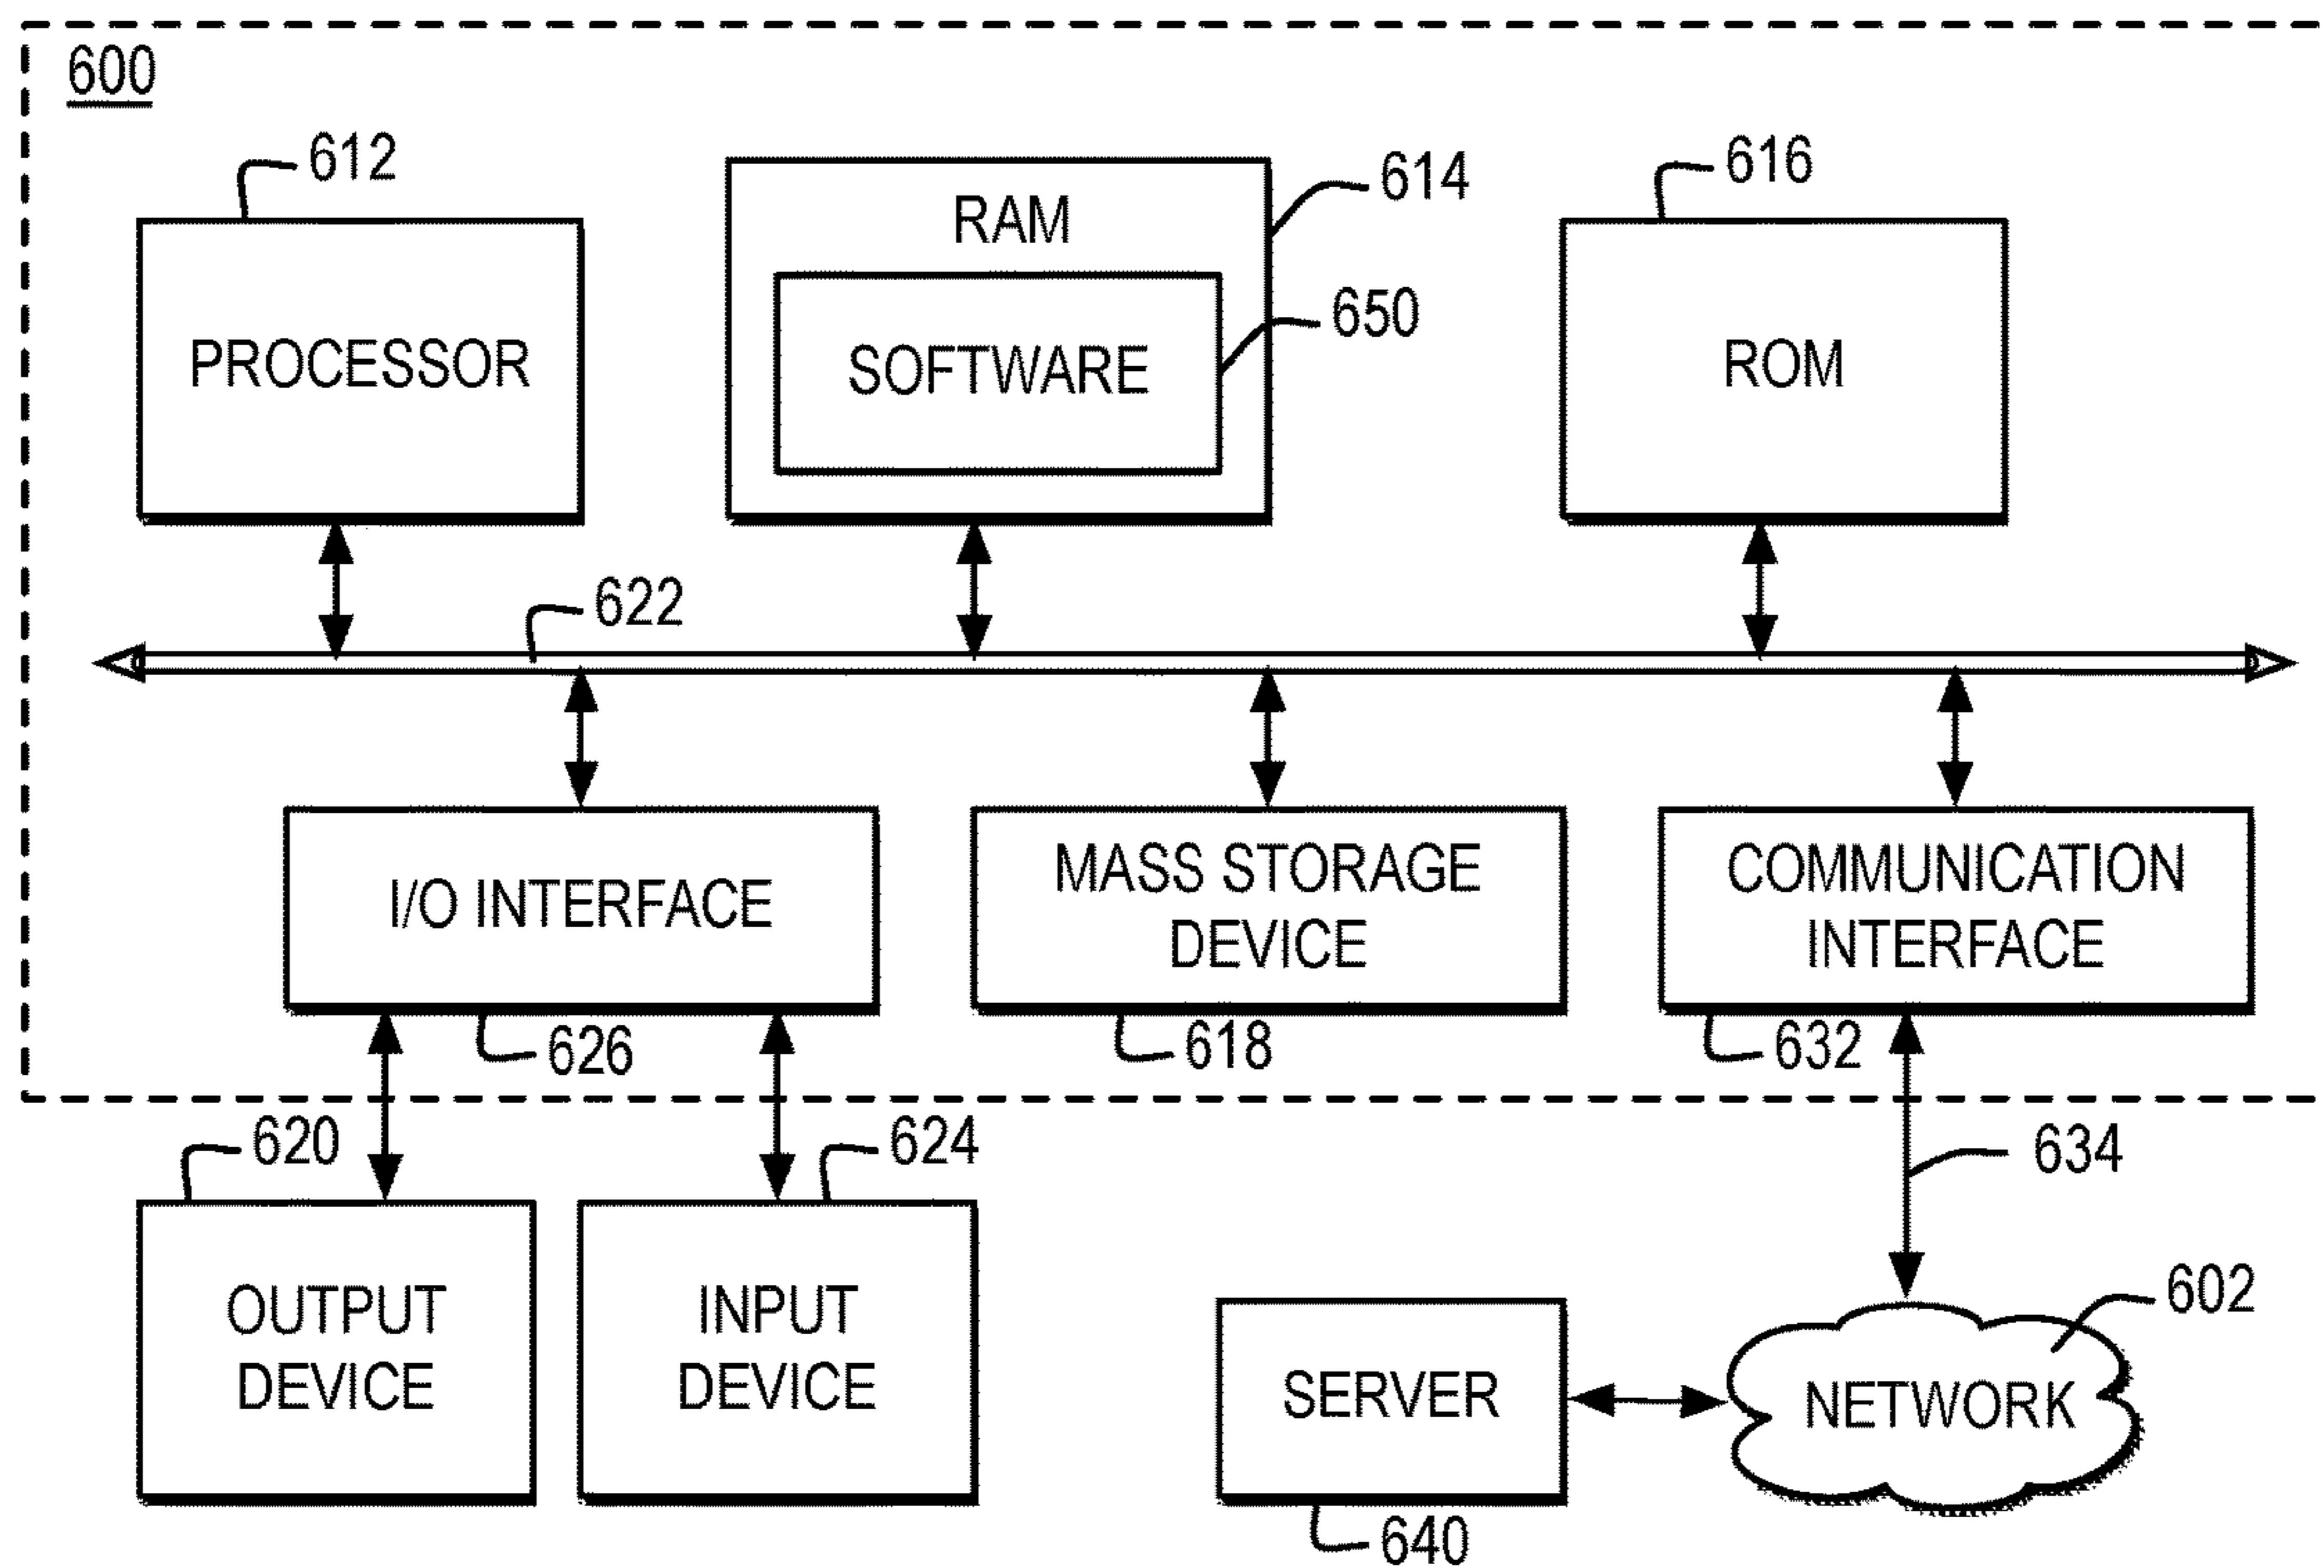 600
612
614
616
RAM
650
PROCESSOR
SOFTWARE
ROM
622
I/O INTERFACE
MASS STORAGE
DEVICE
COMMUNICATION
INTERFACE
626
618
632
620
624
634
OUTPUT
DEVICE
INPUT
DEVICE
602
SERVER
NETWORK
640